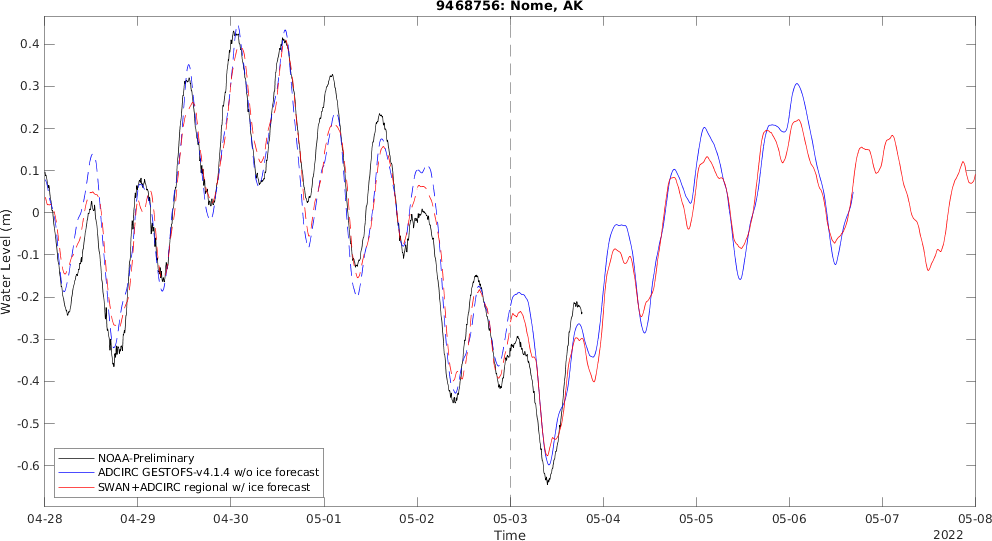 9468756: Nome, AK
Water Level (m)
0.4
0.3
0.2
0.1
0
-0.1
-0.2
-0.3
-0.4
-0.5
-0.6
NOAA-Preliminary
ADCIRC GESTOFS-v4.1.4 w/o ice forecast
SWAN+ADCIRC regional w/ ice forecast
04-28 04-29 04-30 05-01 05-02 05-03 05-04 05-05 05-06 05-07 05-08
Time
2022